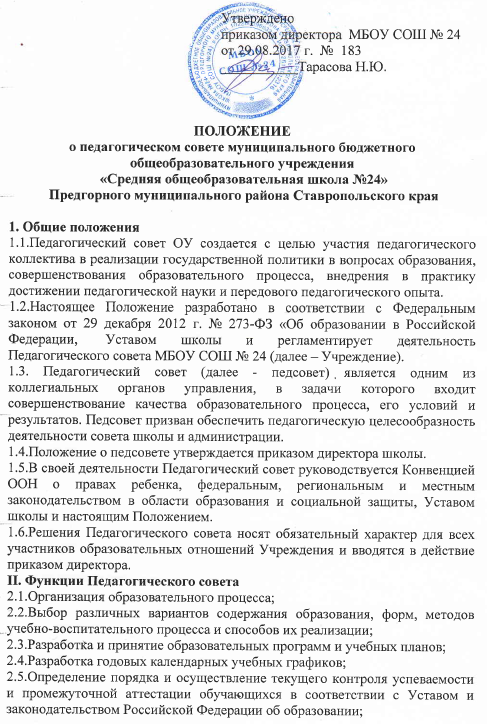 Утверждено
приказом директора МБОУ СОШ № 24
от 29.08.2017 г. № 183
Тарасова Н.Ю.
МБОУ
СОШ №24
ПОЛОЖЕНИЕ
о педагогическом совете муниципального бюджетного
общеобразовательного учреждения
«Средняя общеобразовательная школа №24»
Предгорного муниципального района Ставропольского края
1. Общие положения
1.1.Педагогический совет ОУ создается с целью участия педагогического
коллектива в реализации государственной политики в вопросах образования,
совершенствования образовательного процесса, внедрения в практику
достижении педагогической науки и передового педагогического опыта.
1.2.Настоящее Положение разработано в соответствии с Федеральным
законом от 29 декабря 2012 г. № 273-ФЗ «Об образовании в Российской
Федерации, Уставом школы и регламентирует деятельность
Педагогического совета МБОУ СОШ № 24 (далее – Учреждение).
1.3. Педагогический совет (далее - педсовет) является одним из
коллегиальных органов управления, в задачи которого входит
совершенствование качества образовательного процесса, его условий и
результатов. Педсовет призван обеспечить педагогическую целесообразность
деятельности совета школы и администрации.
1.4.Положение о педсовете утверждается приказом директора школы.
1.5.В своей деятельности Педагогический совет руководствуется Конвенцией
ООН о правах ребенка, федеральным, региональным и местным
законодательством в области образования и социальной защиты, Уставом
школы и настоящим Положением.
1.6.Решения Педагогического совета носят обязательный характер для всех
участников образовательных отношений Учреждения и вводятся в действие
приказом директора.
II. Функции Педагогического совета
2.1.Организация образовательного процесса;
2.2.Выбор различных вариантов содержания образования, форм, методов
учебно-воспитательного процесса и способов их реализации;
2.3.Разработка и принятие образовательных программ и учебных планов;
2.4.Разработка годовых календарных учебных графиков;
2.5.Определение порядка и осуществление текущего контроля успеваемости
и промежуточной аттестации обучающихся в соответствии с Уставом и
законодательством Российской Федерации об образовании;